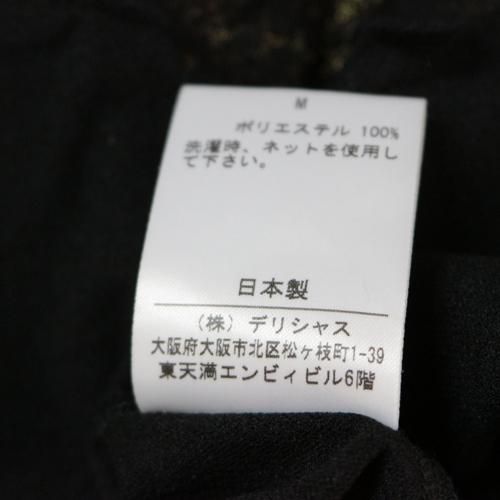 M
ポリエステル 100%
洗濯時、ネットを使用し
て下さい。
日本製
(株) デリシャス
大阪府大阪市北区松ヶ枝町1-39
東天満エンビィビル6階